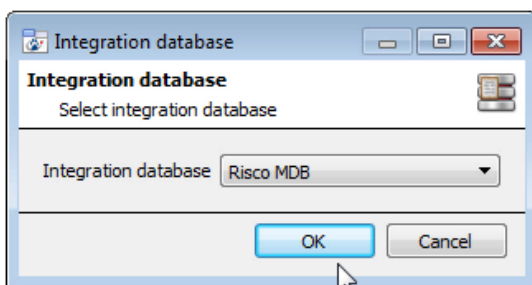 Integration database
Integration database
Select integration database
Integration database Risco MDB
OK Cancel